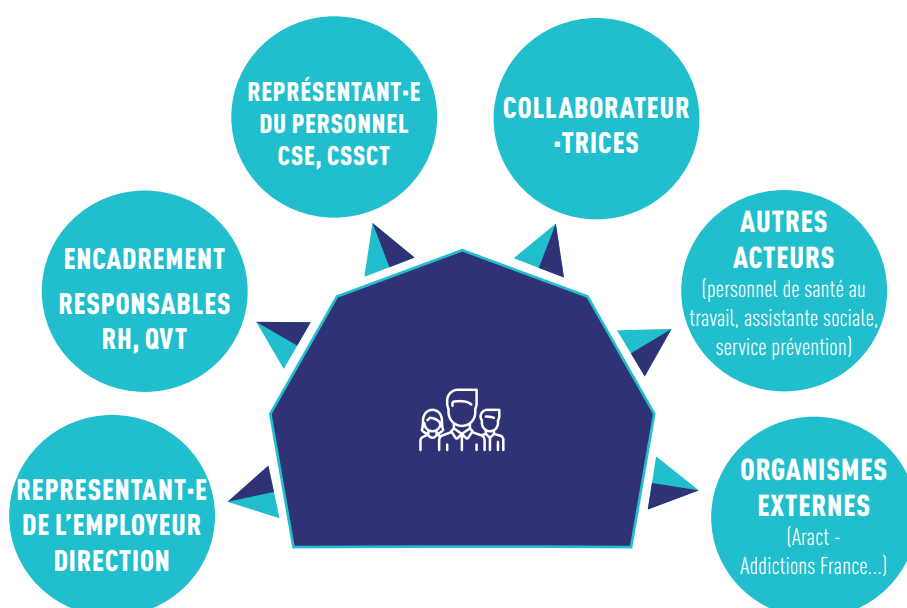 REPRÉSENTANT·E
DU PERSONNEL
CSE, CSSCT
COLLABORATEUR
·TRICES
ENCADREMENT
RESPONSABLES
RH, QVT
AUTRES
ACTEURS
(personnel de santé au
travail, assistante sociale,
service prévention)
REPRESENTANT·E
DE L'EMPLOYEUR
DIRECTION
ORGANISMES
EXTERNES
(Aract -
Addictions France...)